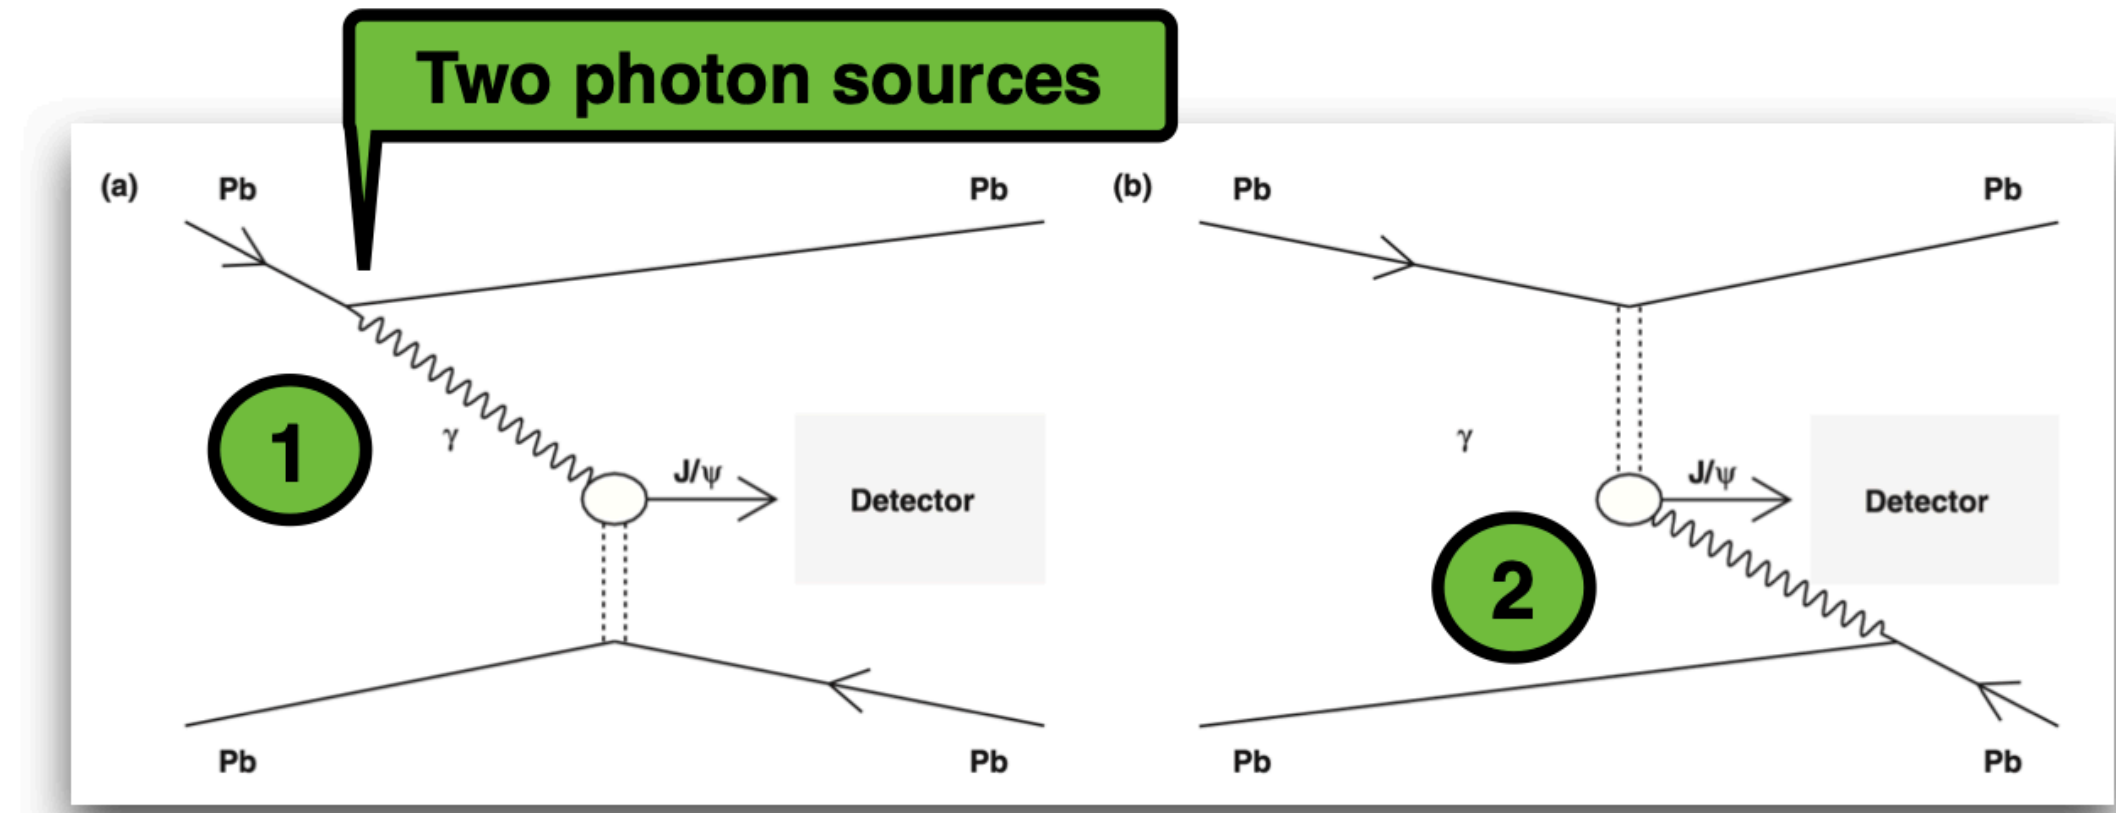 Two photon sources
(a)
Pb
Pb
1
γ
J/ψ
Detector
Pb
Pb
(b)
Pb
Pb
γ
J/ψ
Detector
2
Pb
Pb